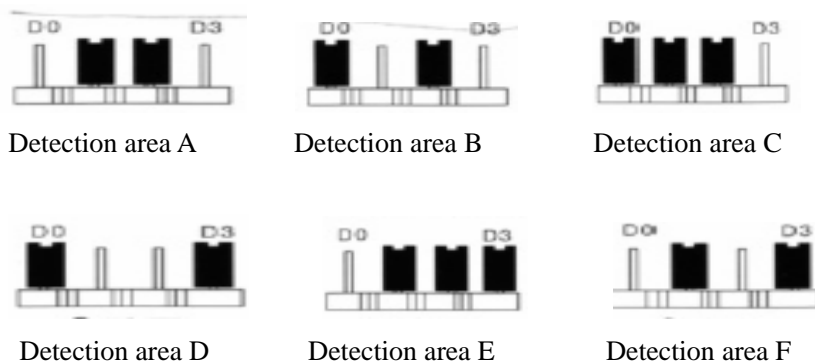 D0 D3 D0 D3 D0 D3
Detection area A Detection area B Detection area C
D0 D3 D0 D3 D0 D3
Detection area D Detection area E Detection area F